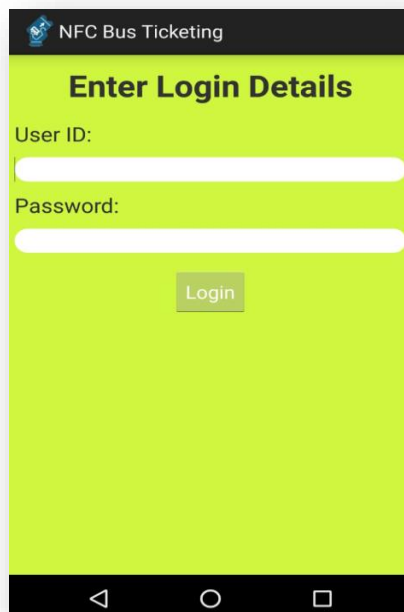 NFC Bus Ticketing
Enter Login Details
User ID:
Password:
Login